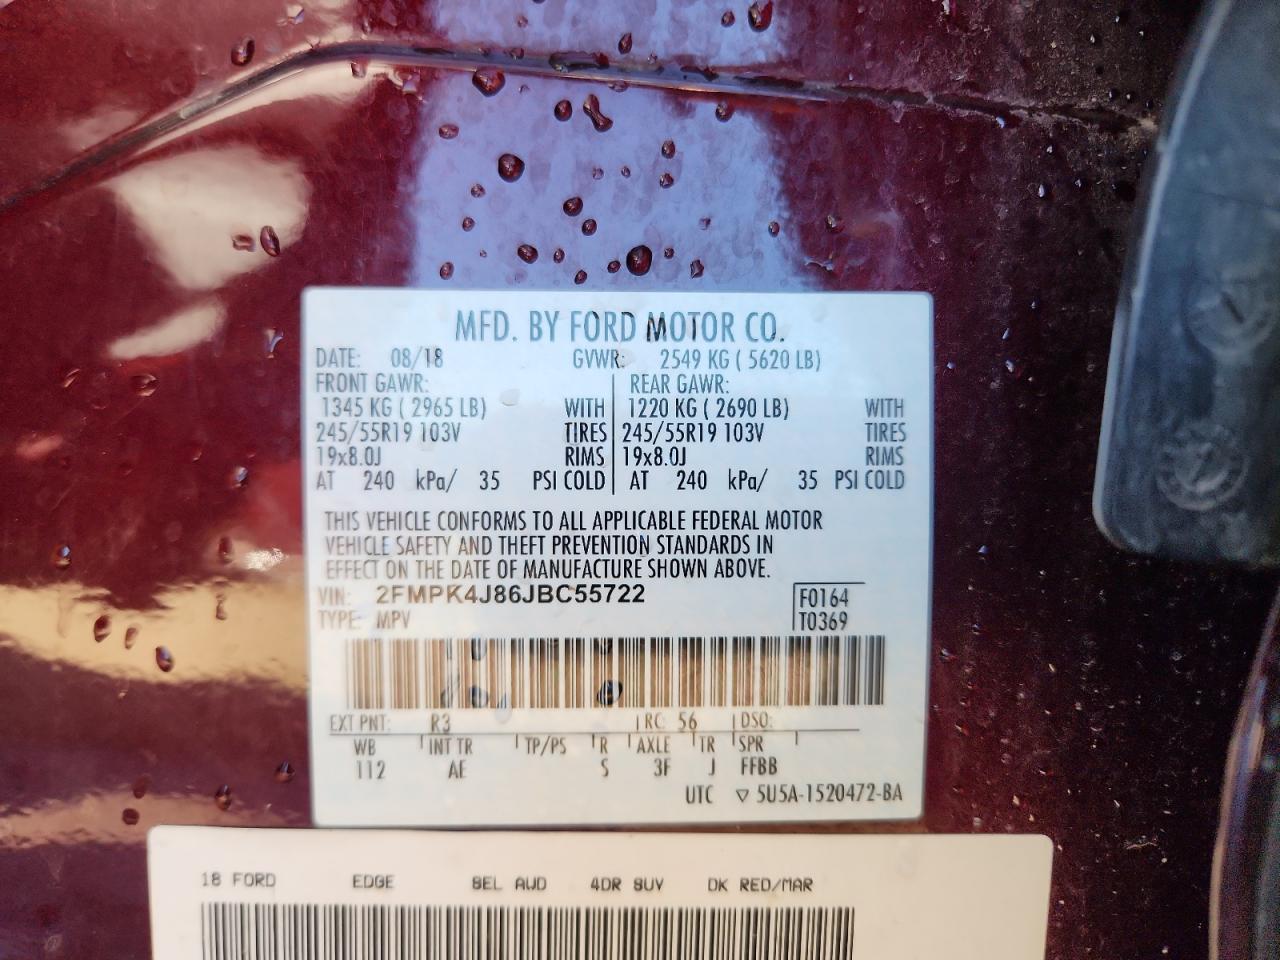 MFD. BY FORD MOTOR CO.
DATE: 08/18 GVWR: 2549 KG ( 5620 LB)
FRONT GAWR: REAR GAWR:
1345 KG ( 2965 LB) WITH 1220 KG ( 2690 LB) WITH
245/55R19 103V TIRES 245/55R19 103V TIRES
19x8.0J RIMS 19x8.0J RIMS
AT 240 kPa/ 35 PSI COLD AT 240 kPa/ 35 PSI COLD
THIS VEHICLE CONFORMS TO ALL APPLICABLE FEDERAL MOTOR
VEHICLE SAFETY AND THEFT PREVENTION STANDARDS IN
EFFECT ON THE DATE OF MANUFACTURE SHOWN ABOVE.
VIN: 2FMPK4J86JBC55722 F0164
TYPE: MPV T0369
EXT PNT: R3 RC: 56 DSO:
WB INT TR TP/PS R AXLE TR SPR
112 AE S 3F J FFBB
UTC ▽ 5U5A-1520472-BA
18 FORD EDGE SEL AWD 4DR SUV DK RED/MAR